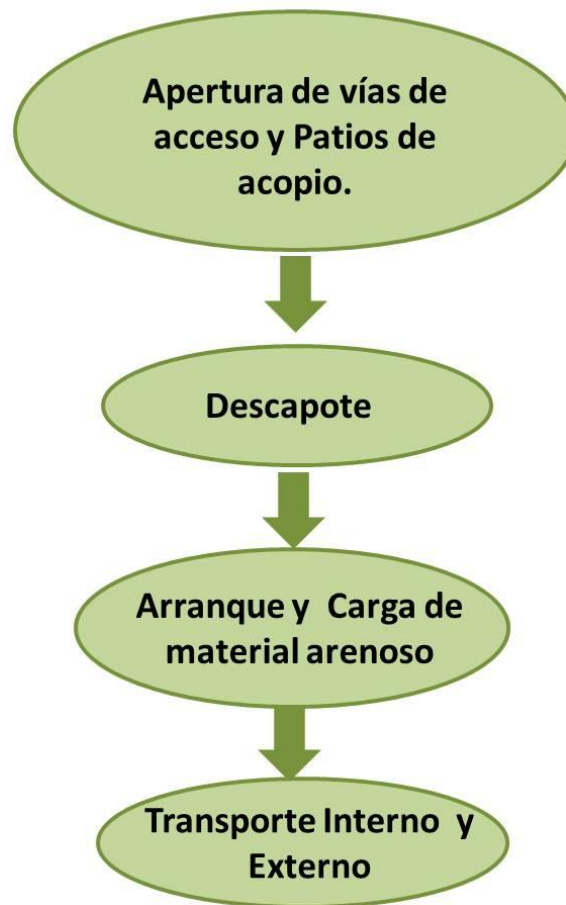 Apertura de vías de
acceso y Patios de
acopio.
Descapote
Arranque y Carga de
material arenoso
Transporte Interno y
Externo